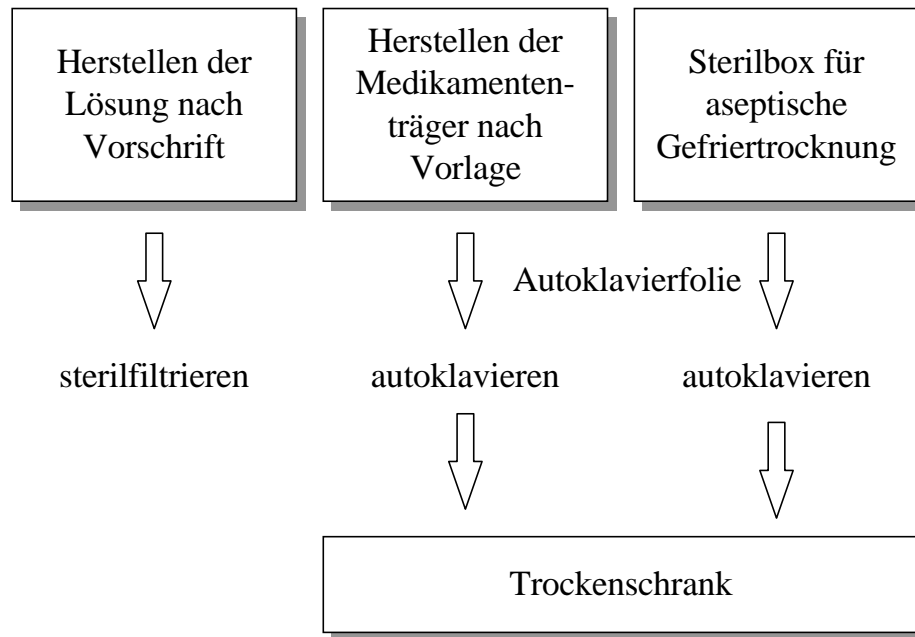 Herstellen der
Lösung nach
Vorschrift
Herstellen der
Medikamenten-
träger nach
Vorlage
Sterilbox für
aseptische
Gefriertrocknung
Autoklavierfolie
sterilfiltrieren
autoklavieren
autoklavieren
Trockenschrank